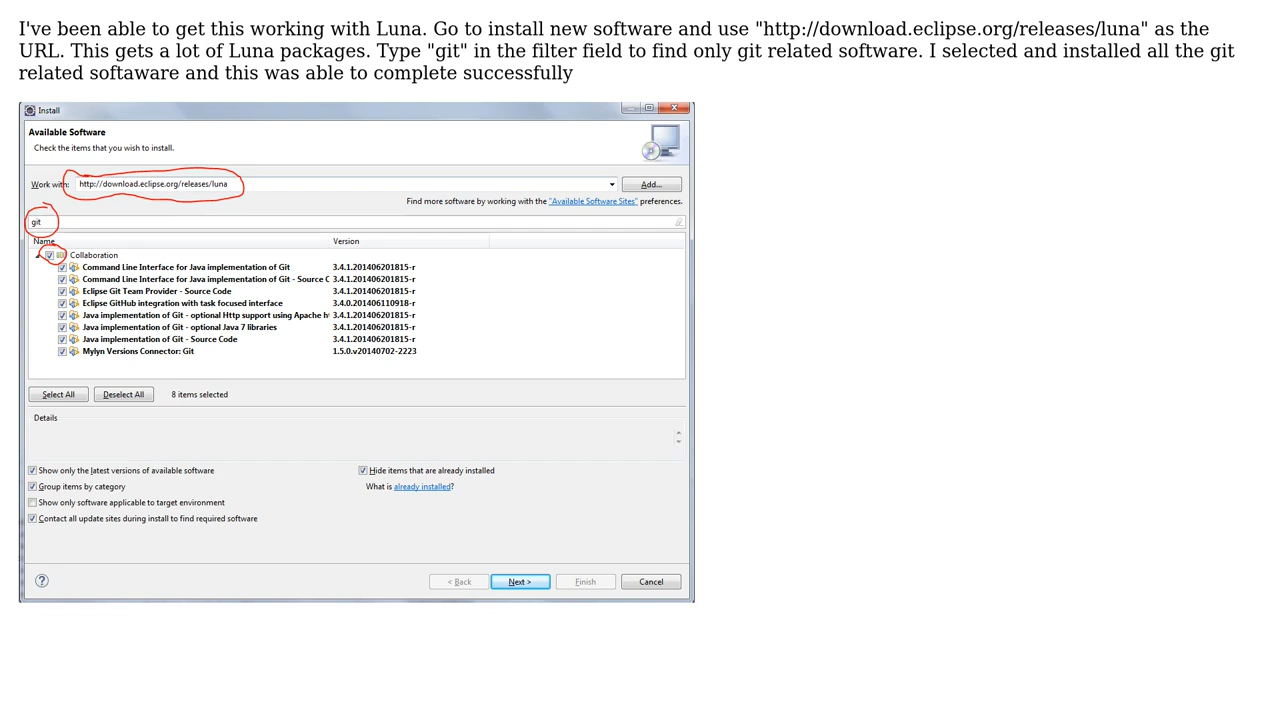 I've been able to get this working with Luna. Go to install new software and use "http://download.eclipse.org/releases/luna" as the
URL. This gets a lot of Luna packages. Type "git" in the filter field to find only git related software. I selected and installed all the git
related softaware and this was able to complete successfully
Install
Available Software
Check the items that you wish to install.
Work with: http://download.eclipse.org/releases/luna Add...
Find more software by working with the "Available Software Sites" preferences.
git
Name Version
Collaboration
Command Line Interface for Java implementation of Git 3.4.1.201406201815-r
Command Line Interface for Java implementation of Git - Source C 3.4.1.201406201815-r
Eclipse Git Team Provider - Source Code 3.4.1.201406201815-r
Eclipse GitHub integration with task focused interface 3.4.0.201406110918-r
Java implementation of Git - optional Http support using Apache ht 3.4.1.201406201815-r
Java implementation of Git - optional Java 7 libraries 3.4.1.201406201815-r
Java implementation of Git - Source Code 3.4.1.201406201815-r
Mylyn Versions Connector: Git 1.5.0.v20140702-2223
Select All Deselect All 8 items selected
Details
Show only the latest versions of available software Hide items that are already installed
Group items by category What is already installed?
Show only software applicable to target environment
Contact all update sites during install to find required software
? < Back Next > Finish Cancel